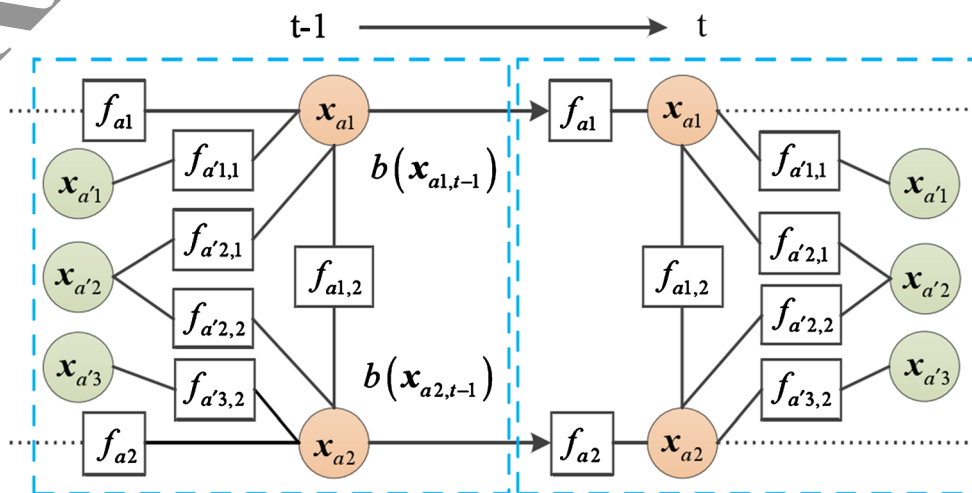 t-1 t
f_{a1} x_{a1} f_{a1} x_{a1}
f_{a'1,1} b(x_{a1,t-1}) f_{a'1,1}
x_{a'1} x_{a'1}
f_{a'2,1} f_{a'2,1}
x_{a'2} f_{a1,2} f_{a1,2} x_{a'2}
f_{a'2,2} f_{a'2,2}
x_{a'3} b(x_{a2,t-1}) x_{a'3}
f_{a'3,2} f_{a'3,2}
f_{a2} x_{a2} f_{a2} x_{a2}